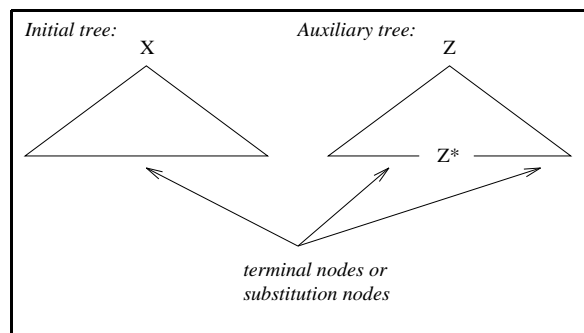 Initial tree:
Auxiliary tree:
X
Z
Z*
terminal nodes or
substitution nodes